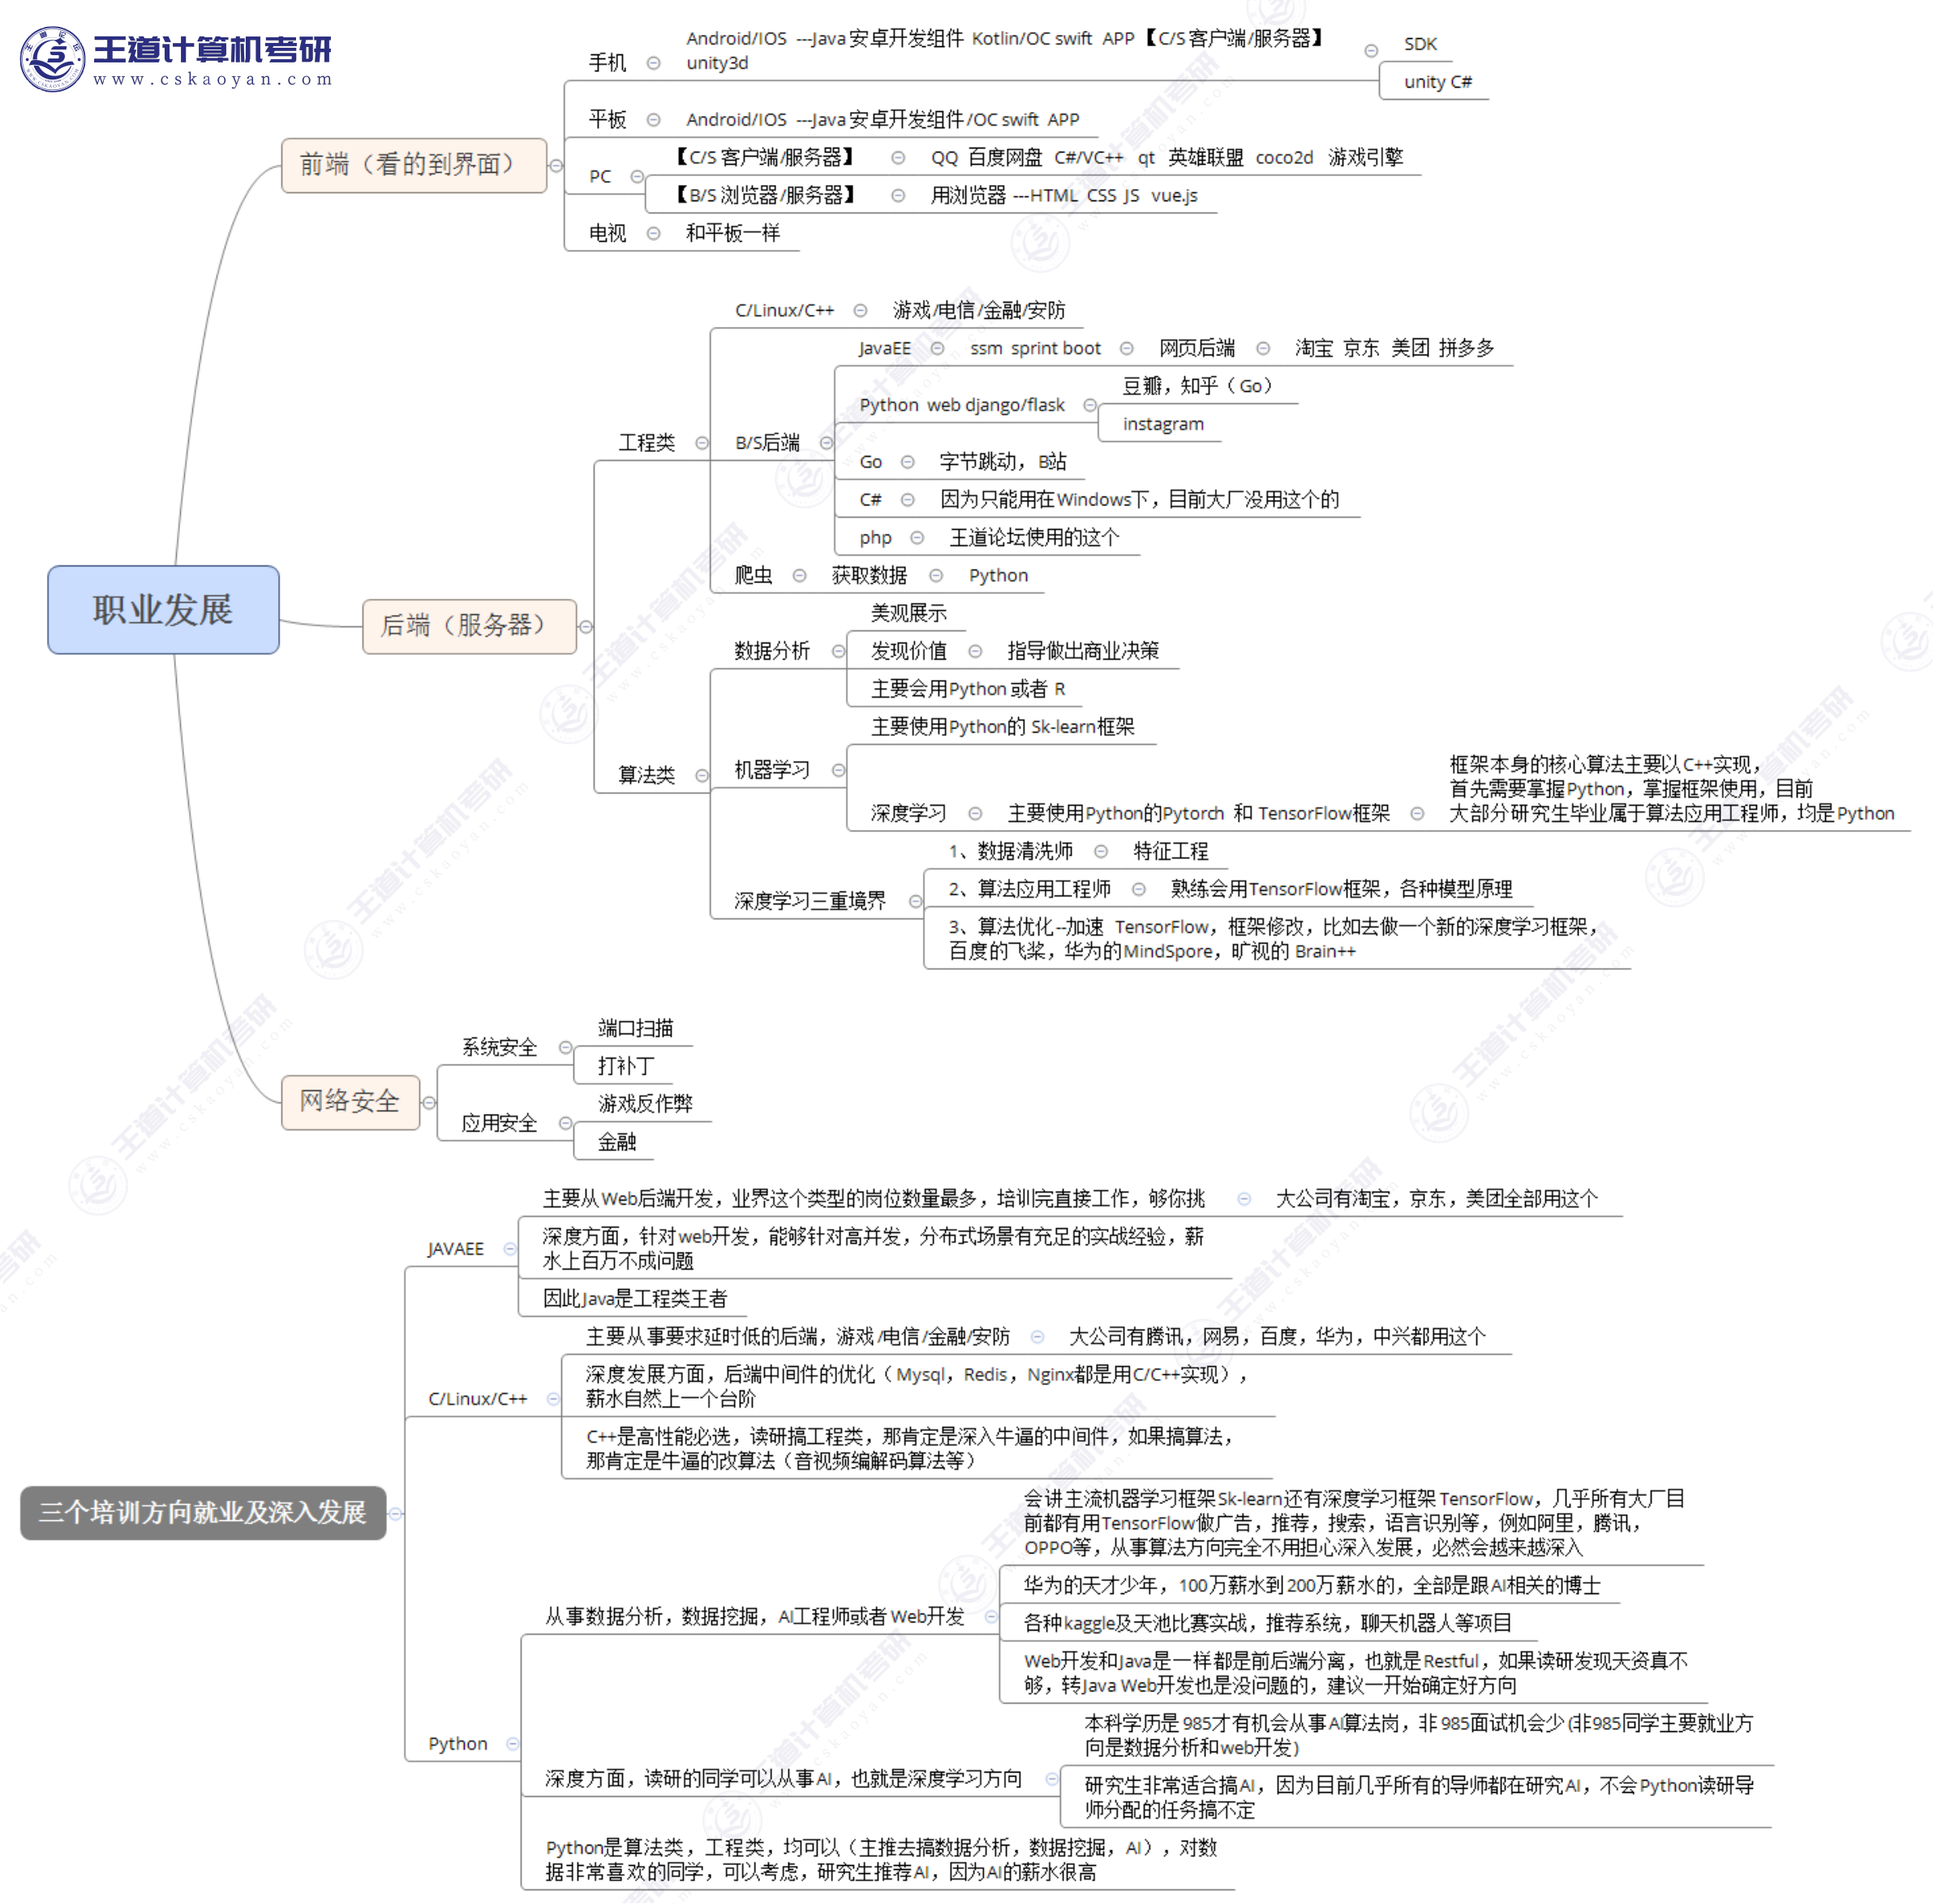 王道计算机考研
www.cskaoyan.com
职业发展
前端（看的到界面）
手机
Android/IOS ---Java安卓开发组件 Kotlin/OC swift APP【C/S客户端/服务器】
unity3d
SDK
unity C#
平板
Android/IOS ---Java安卓开发组件/OC swift APP
PC
【C/S 客户端/服务器】
QQ 百度网盘 C#/VC++ qt 英雄联盟 coco2d 游戏引擎
【B/S 浏览器/服务器】
用浏览器 ---HTML CSS JS vue.js
电视
和平板一样
后端（服务器）
工程类
C/Linux/C++
游戏/电信/金融/安防
B/S后端
JavaEE
ssm sprint boot
网页后端
淘宝 京东 美团 拼多多
Python web django/flask
豆瓣，知乎（Go）
instagram
Go
字节跳动，B站
C#
因为只能用在Windows下，目前大厂没用这个的
php
王道论坛使用的这个
爬虫
获取数据
Python
算法类
数据分析
美观展示
发现价值
指导做出商业决策
主要会用Python 或者 R
机器学习
主要使用Python的 Sk-learn框架
深度学习
主要使用Python的Pytorch 和 TensorFlow框架
框架本身的核心算法主要以C++实现，
首先需要掌握Python，掌握框架使用，目前
大部分研究生毕业属于算法应用工程师，均是Python
深度学习三重境界
1、数据清洗师
特征工程
2、算法应用工程师
熟练会用TensorFlow框架，各种模型原理
3、算法优化--加速 TensorFlow，框架修改，比如去做一个新的深度学习框架，
百度的飞桨，华为的MindSpore，旷视的 Brain++
网络安全
系统安全
端口扫描
打补丁
应用安全
游戏反作弊
金融
三个培训方向就业及深入发展
JAVAEE
主要从Web后端开发，业界这个类型的岗位数量最多，培训完直接工作，够你挑
大公司有淘宝，京东，美团全部用这个
深度方面，针对web开发，能够针对高并发，分布式场景有充足的实战经验，薪
水上百万不成问题
因此Java是工程类王者
C/Linux/C++
主要从事要求延时低的后端，游戏/电信/金融/安防
大公司有腾讯，网易，百度，华为，中兴都用这个
深度发展方面，后端中间件的优化（Mysql，Redis，Nginx都是用C/C++实现），
薪水自然上一个台阶
C++是高性能必选，读研搞工程类，那肯定是深入牛逼的中间件，如果搞算法，
那肯定是牛逼的改算法（音视频编解码算法等）
Python
从事数据分析，数据挖掘，AI工程师或者Web开发
会讲主流机器学习框架Sk-learn还有深度学习框架TensorFlow，几乎所有大厂目
前都有用TensorFlow做广告，推荐，搜索，语言识别等，例如阿里，腾讯，
OPPO等，从事算法方向完全不用担心深入发展，必然会越来越深入
华为的天才少年，100万薪水到200万薪水的，全部是跟AI相关的博士
各种kaggle及天池比赛实战，推荐系统，聊天机器人等项目
Web开发和Java是一样都是前后端分离，也就是Restful，如果读研发现天资真不
够，转Java Web开发也是没问题的，建议一开始确定好方向
深度方面，读研的同学可以从事AI，也就是深度学习方向
本科学历是985才有机会从事AI算法岗，非985面试机会少(非985同学主要就业方
向是数据分析和web开发)
研究生非常适合搞AI，因为目前几乎所有的导师都在研究AI，不会Python读研导
师分配的任务搞不定
Python是算法类，工程类，均可以（主推去搞数据分析，数据挖掘，AI），对数
据非常喜欢的同学，可以考虑，研究生推荐AI，因为AI的薪水很高